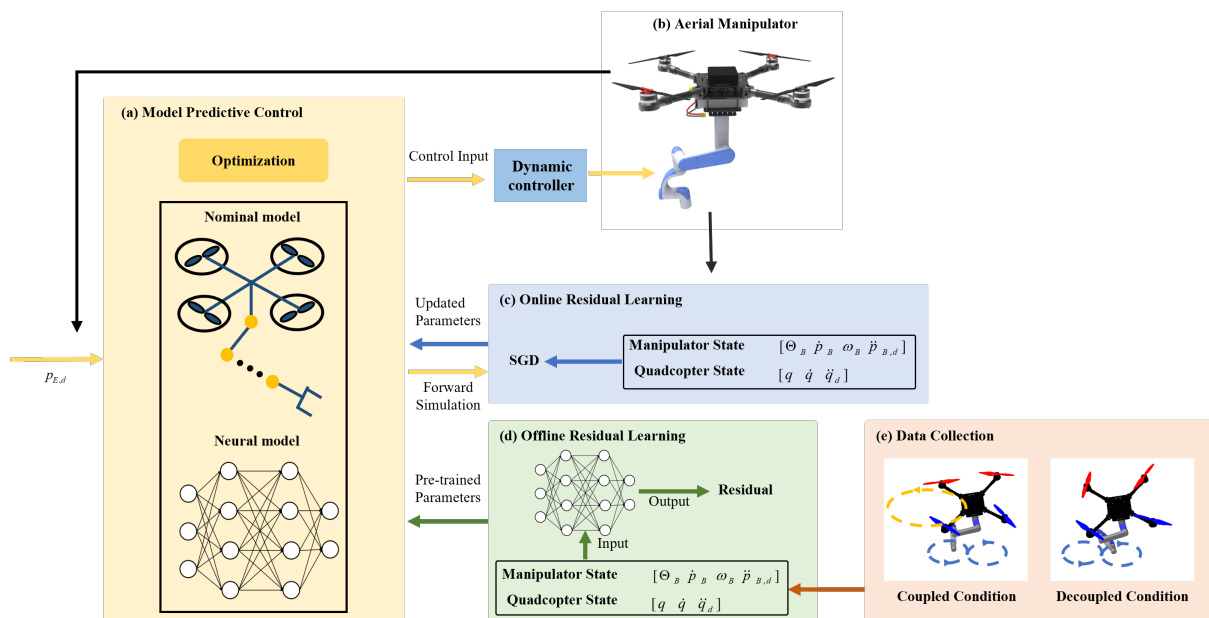 (b) Aerial Manipulator
(a) Model Predictive Control
Optimization
Control Input
Dynamic
controller
Nominal model
p_{E,d}
Updated
Parameters
Forward
Simulation
(c) Online Residual Learning
SGD
Manipulator State [Θ_B ṗ_B ω_B p̈_{B,d}]
Quadcopter State [q q̇ q̈_d]
Neural model
Pre-trained
Parameters
(d) Offline Residual Learning
Output
Residual
Input
Manipulator State [Θ_B ṗ_B ω_B p̈_{B,d}]
Quadcopter State [q q̇ q̈_d]
(e) Data Collection
Coupled Condition
Decoupled Condition